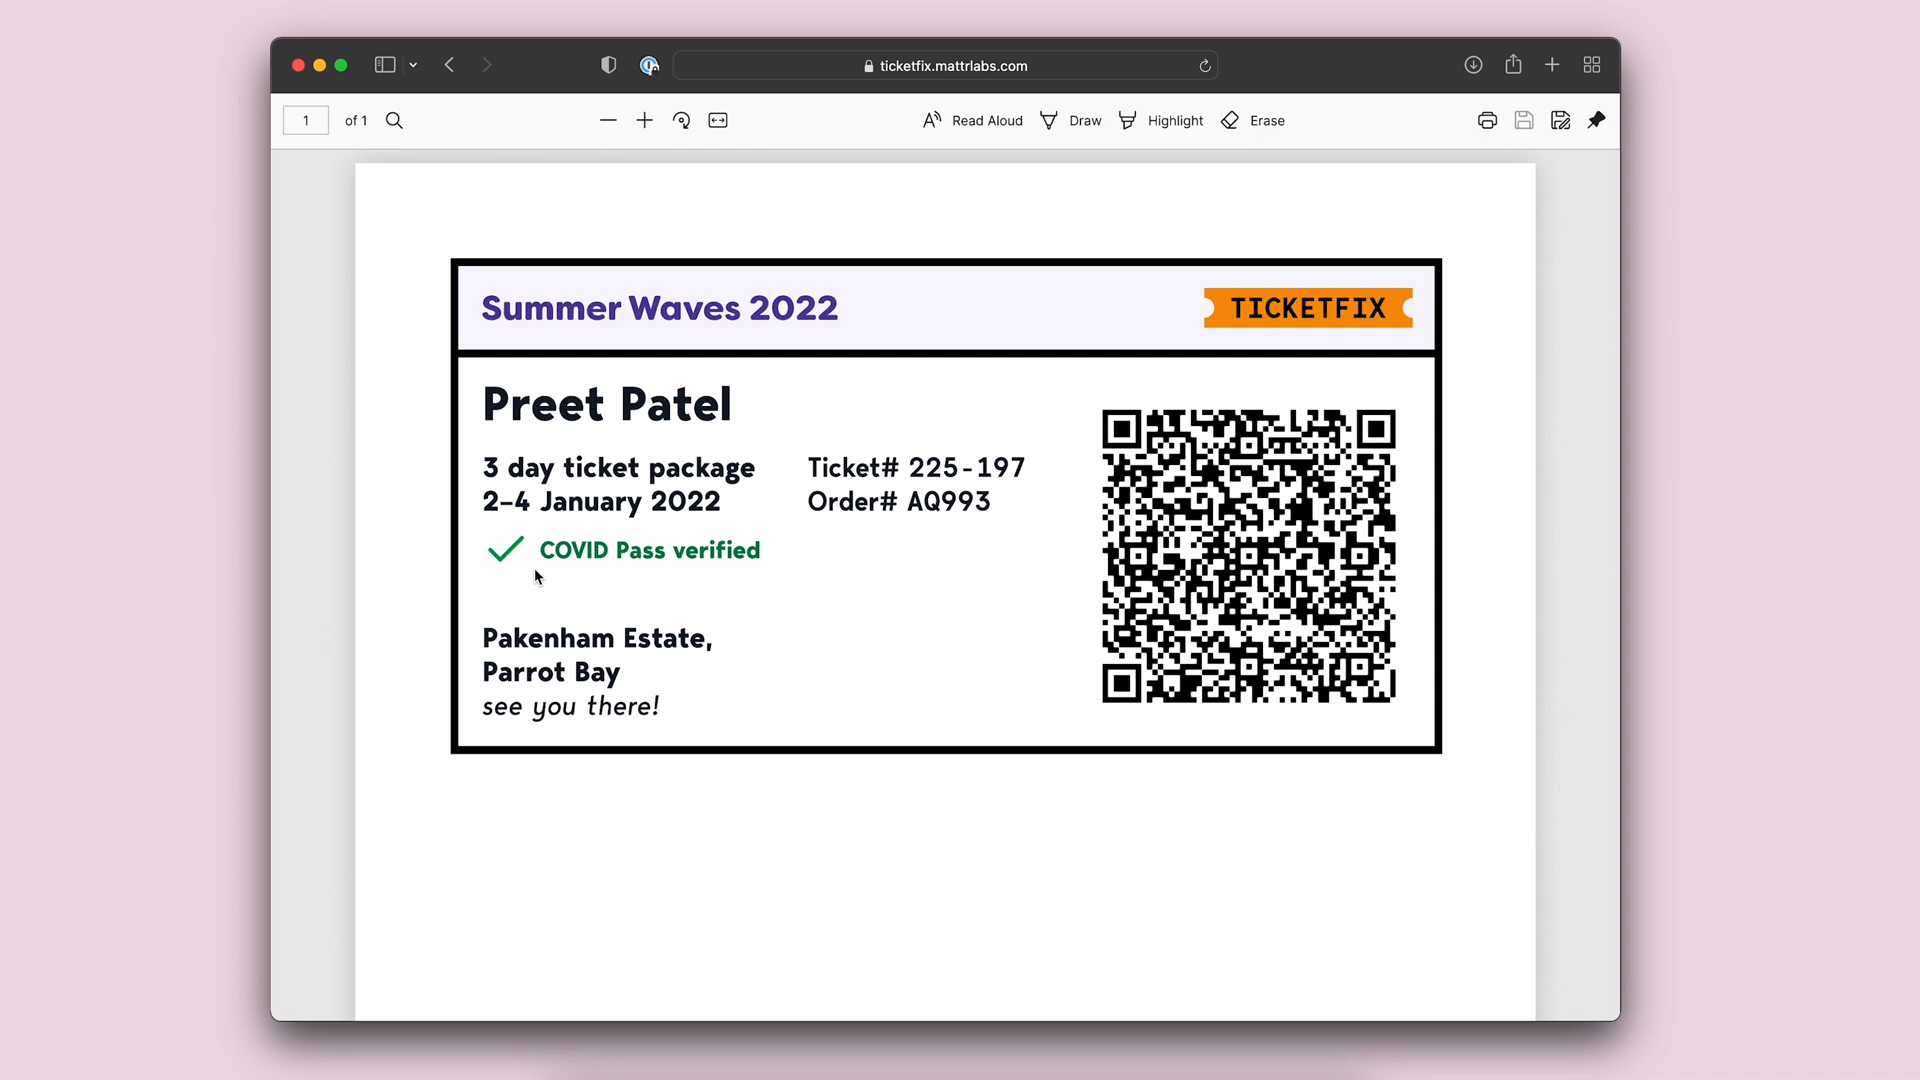 ticketfix.mattrlabs.com
1 of 1
Read Aloud
Draw
Highlight
Erase
Summer Waves 2022
TICKETFIX
Preet Patel
3 day ticket package
2–4 January 2022
Ticket# 225-197
Order# AQ993
COVID Pass verified
Pakenham Estate,
Parrot Bay
see you there!